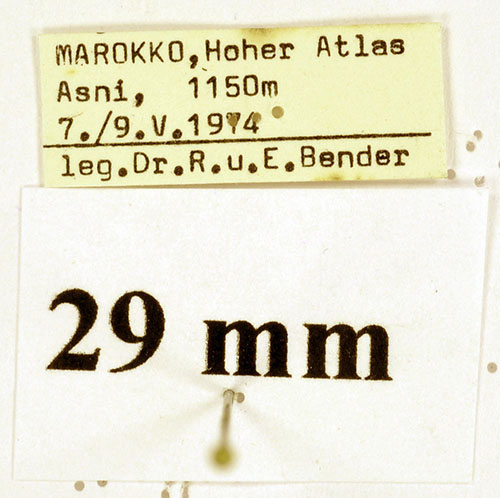 MAROKKO, Hoher Atlas
Asni, 1150m
7./9.V.1974
leg.Dr.R.u.E.Bender
29 mm